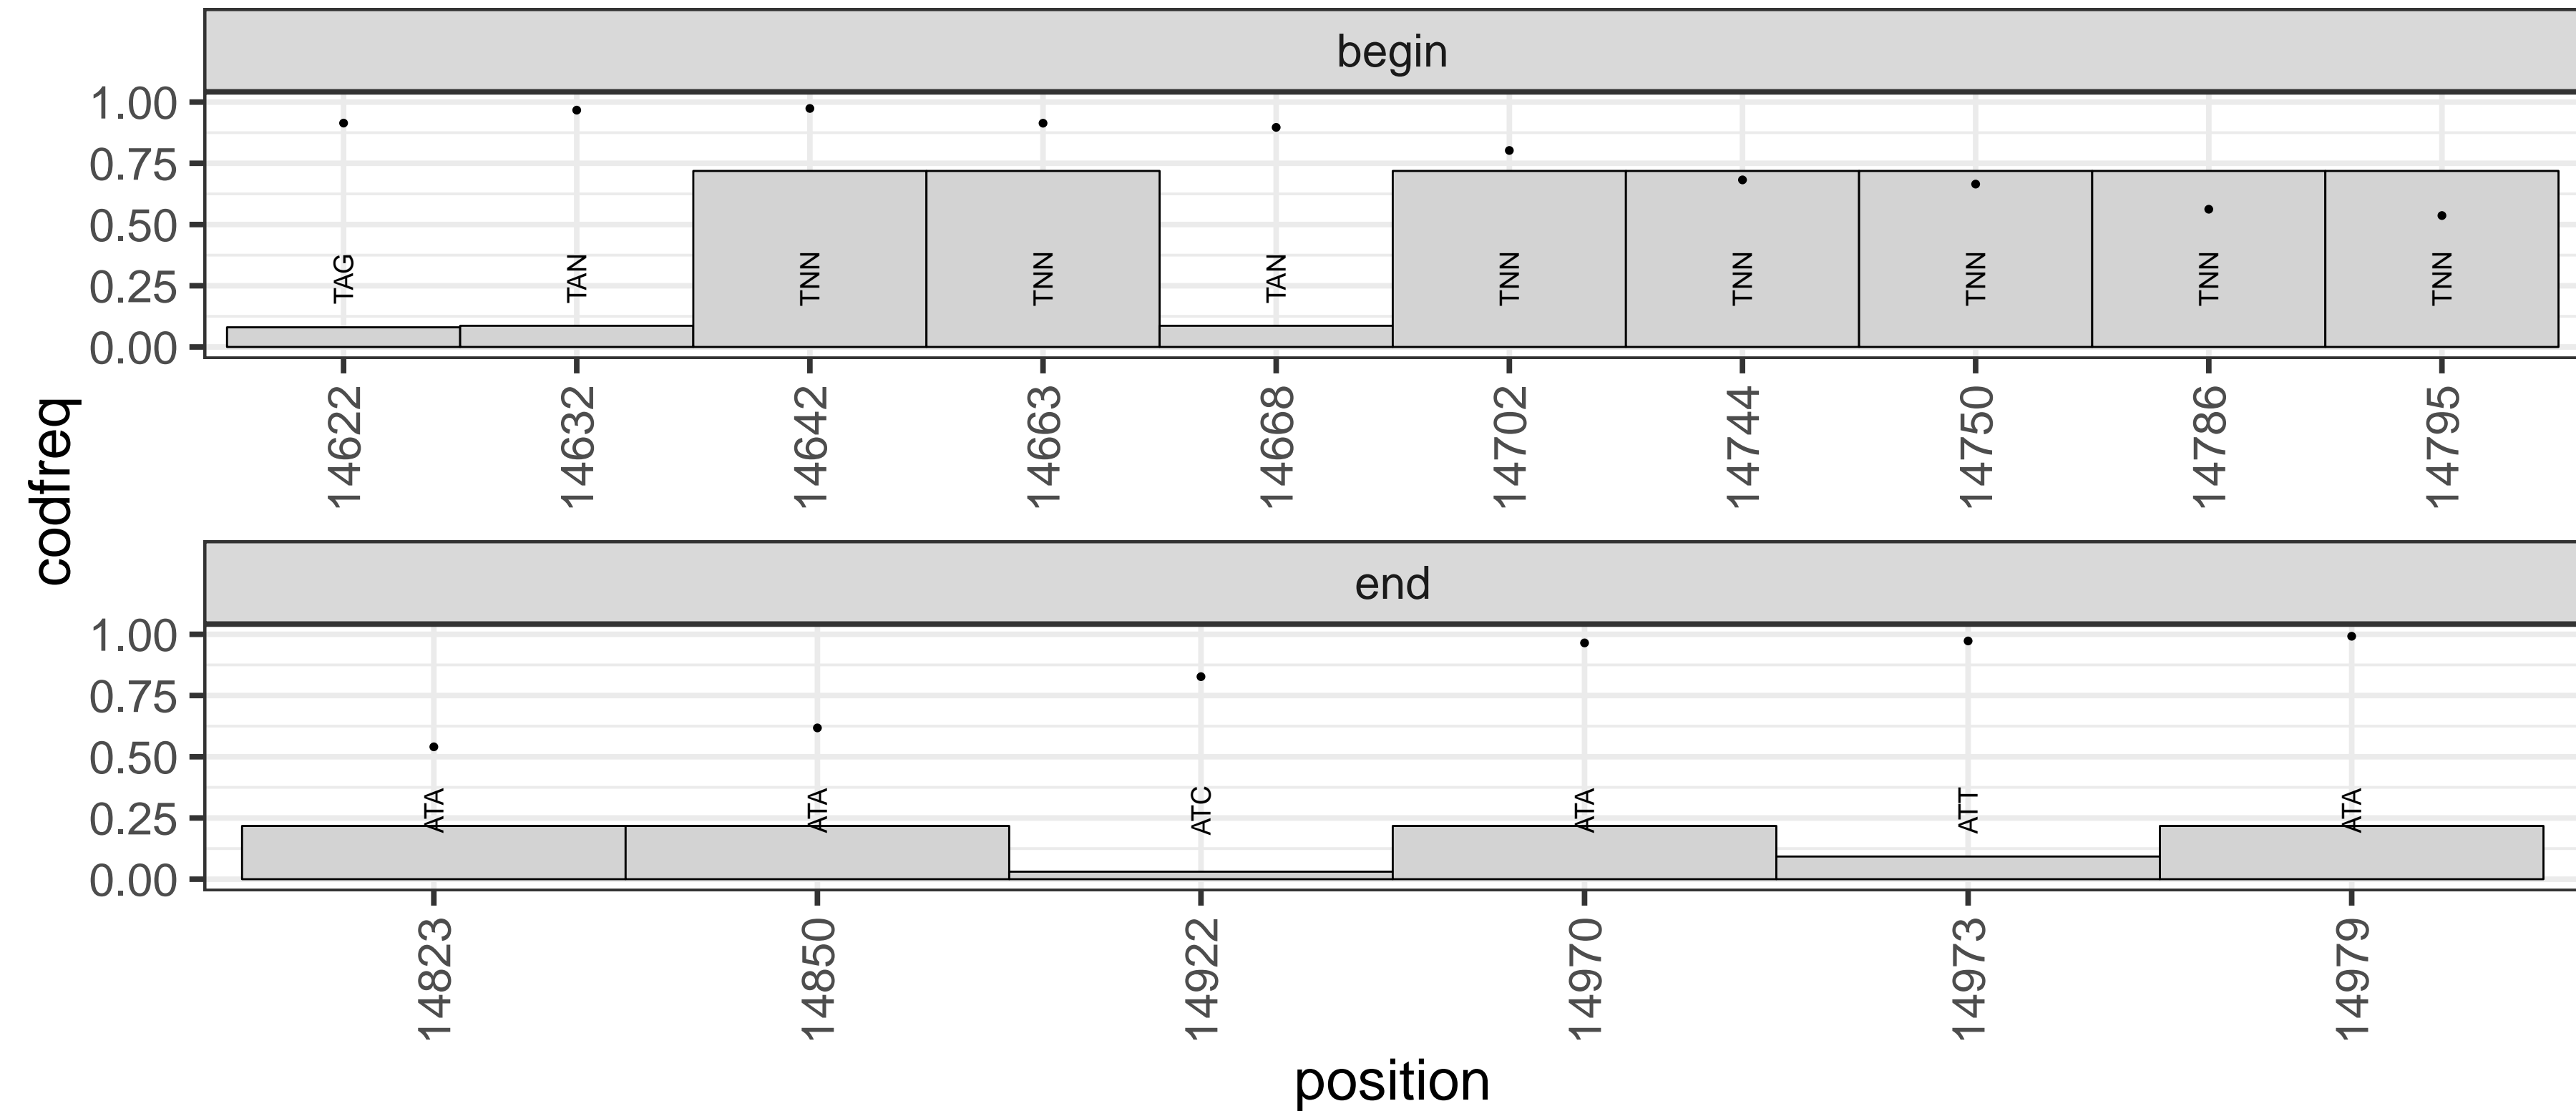 begin
1.00
0.75
0.50
0.25
0.00
TAG TAN TNN TNN TAN TNN TNN TNN TNN TNN
14622 14632 14642 14663 14668 14702 14744 14750 14786 14795
codfreq
end
1.00
0.75
0.50
0.25
0.00
ATA ATA ATC ATA ATT ATA
14823 14850 14922 14970 14973 14979
position